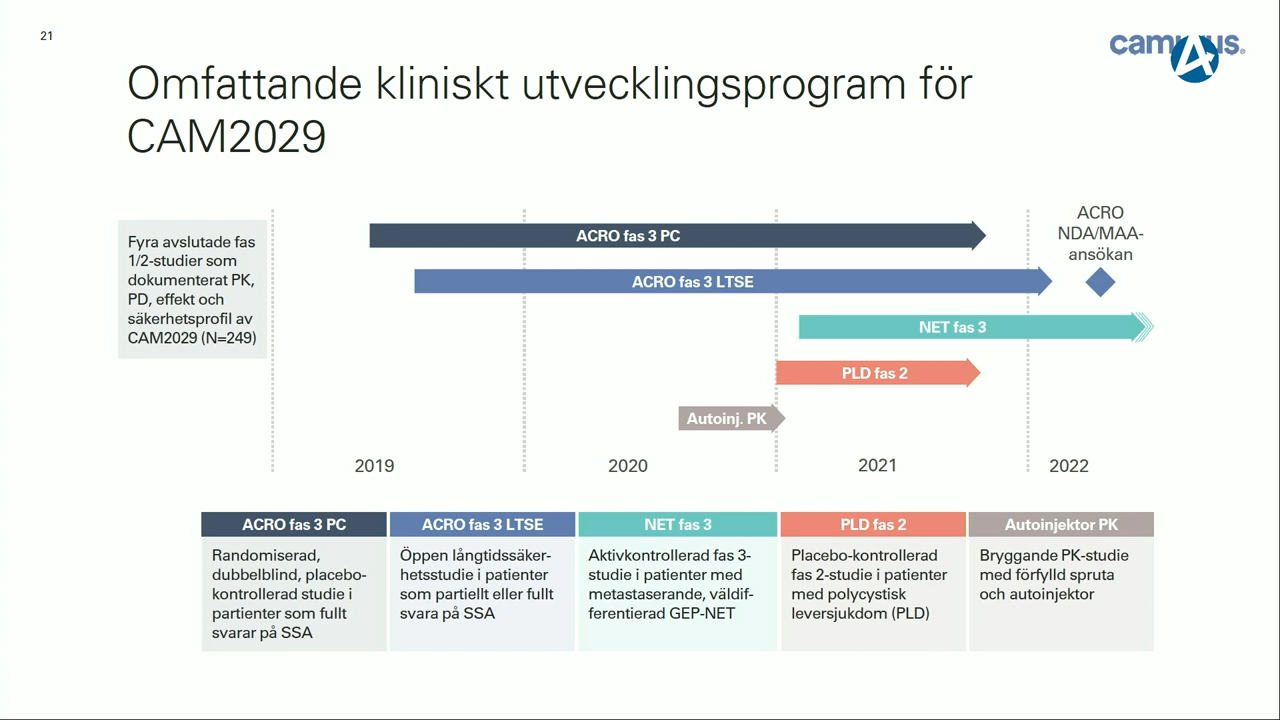 21
camurus.
Omfattande kliniskt utvecklingsprogram för
CAM2029
Fyra avslutade fas
1/2-studier som
dokumenterat PK,
PD, effekt och
säkerhetsprofil av
CAM2029 (N=249)
ACRO fas 3 PC
ACRO fas 3 LTSE
NET fas 3
PLD fas 2
Autoinj. PK
ACRO
NDA/MAA-
ansökan
2019
2020
2021
2022
ACRO fas 3 PC
Randomiserad,
dubbelblind, placebo-
kontrollerad studie i
partienter som fullt
svarar på SSA
ACRO fas 3 LTSE
Öppen långtidssäker-
hetsstudie i patienter
som partiellt eller fullt
svara på SSA
NET fas 3
Aktivkontrollerad fas 3-
studie i patienter med
metastaserande, väldif-
ferentierad GEP-NET
PLD fas 2
Placebo-kontrollerad
fas 2-studie i patienter
med polycystisk
leversjukdom (PLD)
Autoinjektor PK
Bryggande PK-studie
med förfylld spruta
och autoinjektor